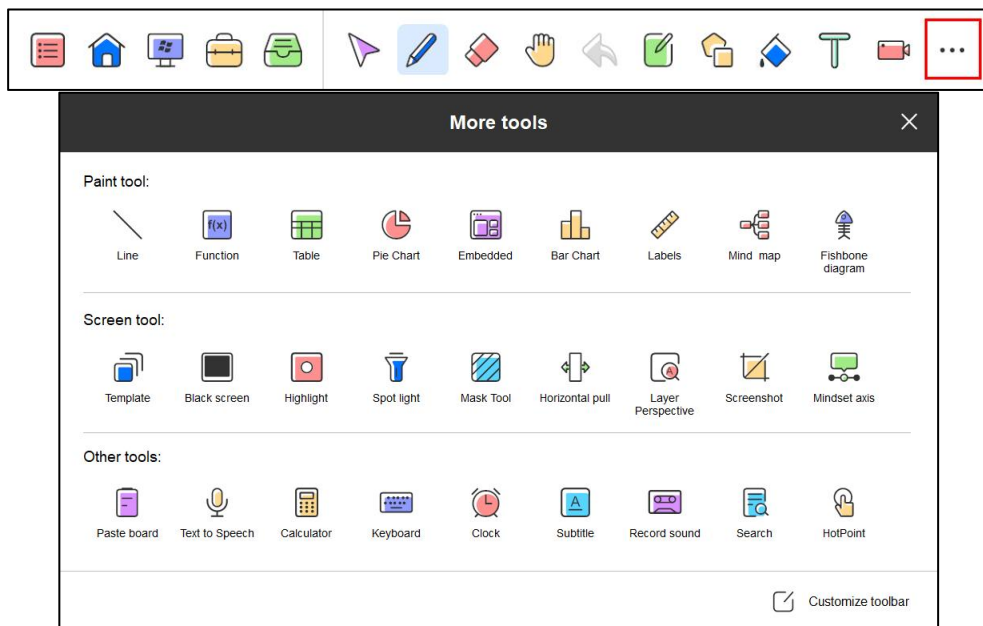 More tools
Paint tool:
f(x)
Line Function Table Pie Chart Embedded Bar Chart Labels Mind map Fishbone
diagram
Screen tool:
A
Template Black screen Highlight Spot light Mask Tool Horizontal pull Layer Screenshot Mindset axis
Perspective
Other tools:
A
Paste board Text to Speech Calculator Keyboard Clock Subtitle Record sound Search HotPoint
Customize toolbar